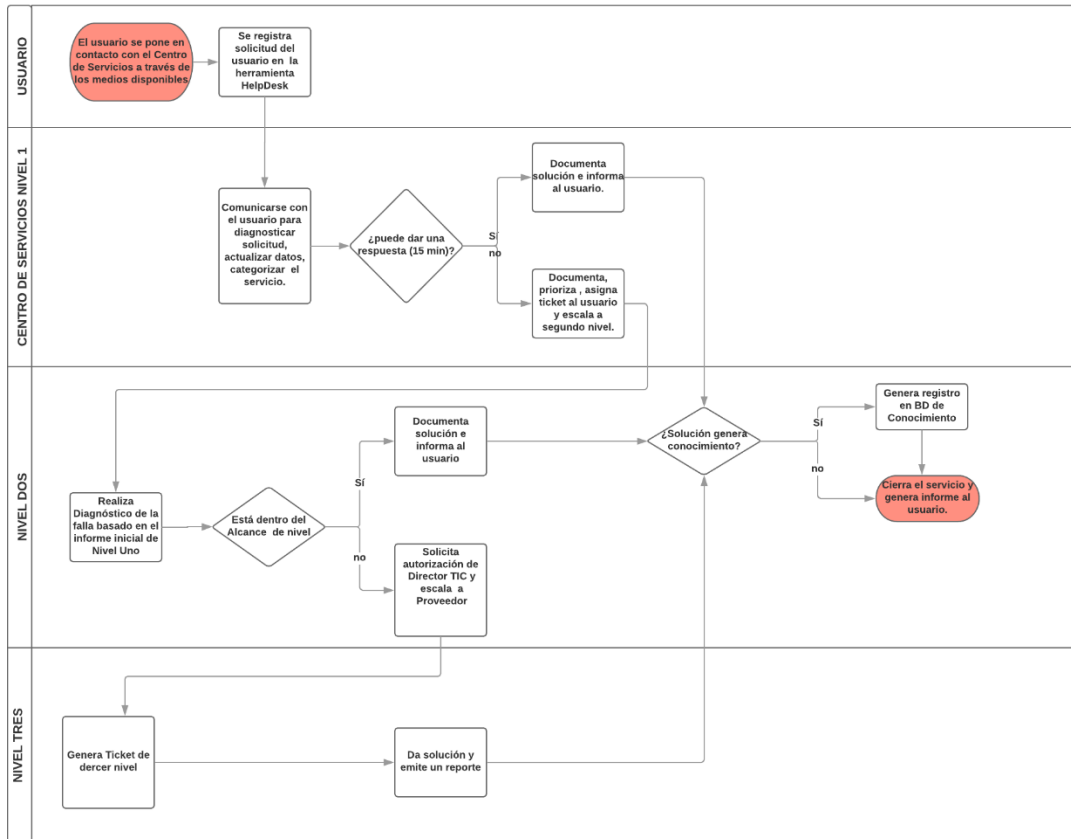 USUARIO
El usuario se pone en
contacto con el Centro
de Servicios a través de
los medios disponibles
Se registra
solicitud del
usuario en la
herramienta
HelpDesk
CENTRO DE SERVICIOS NIVEL 1
Comunicarse con
el usuario para
diagnosticar
solicitud,
actualizar datos,
categorizar el
servicio.
¿puede dar una
respuesta (15 min)?
Sí
no
Documenta
solución e informa
al usuario.
Documenta,
prioriza , asigna
ticket al usuario
y escala a
segundo nivel.
NIVEL DOS
Realiza
Diagnóstico de la
falla basado en el
informe inicial de
Nivel Uno
Está dentro del
Alcance de nivel
Sí
no
Documenta
solución e
informa al
usuario
Solicita
autorización de
Director TIC y
escala a
Proveedor
¿Solución genera
conocimiento?
Sí
no
Genera registro
en BD de
Conocimiento
Cierra el servicio y
genera informe al
usuario.
NIVEL TRES
Genera Ticket de
dercer nivel
Da solución y
emite un reporte